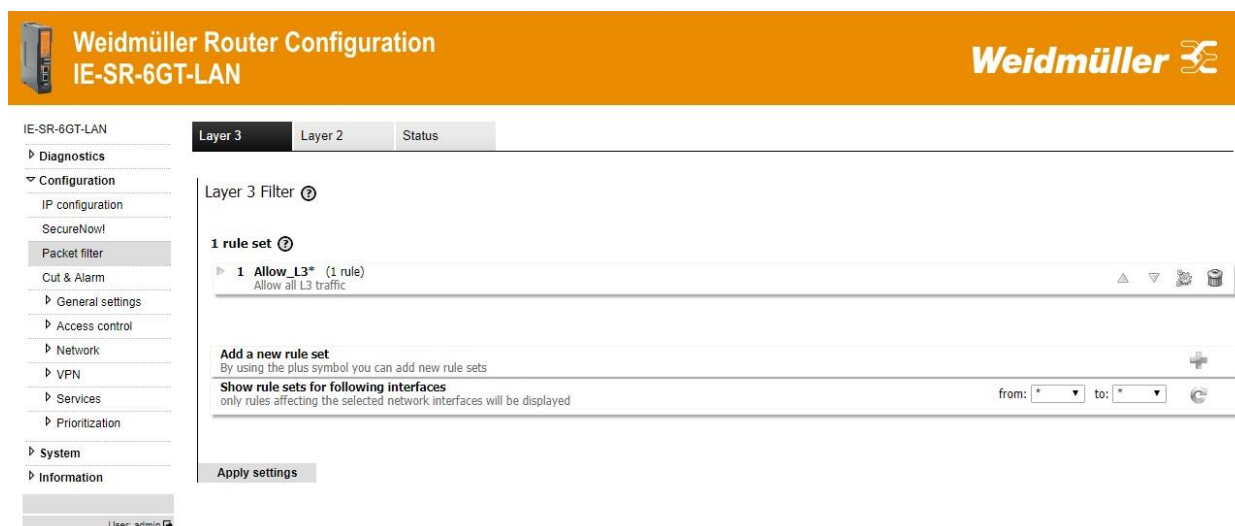 Weidmüller Router Configuration
IE-SR-6GT-LAN
Weidmüller
IE-SR-6GT-LAN
Diagnostics
Configuration
IP configuration
SecureNow!
Packet filter
Cut & Alarm
General settings
Access control
Network
VPN
Services
Prioritization
System
Information
User: admin
Layer 3 Layer 2 Status
Layer 3 Filter ?
1 rule set ?
1 Allow_L3* (1 rule)
Allow all L3 traffic
Add a new rule set
By using the plus symbol you can add new rule sets
Show rule sets for following interfaces
only rules affecting the selected network interfaces will be displayed
from: * to: *
Apply settings